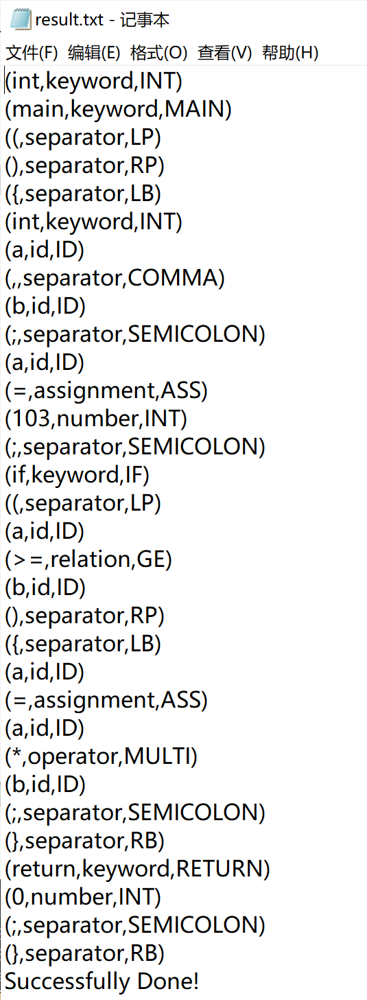 result.txt - 记事本
文件(F) 编辑(E) 格式(O) 查看(V) 帮助(H)
(int,keyword,INT)
(main,keyword,MAIN)
((,separator,LP)
(),separator,RP)
({,separator,LB)
(int,keyword,INT)
(a,id,ID)
(,,separator,COMMA)
(b,id,ID)
(;,separator,SEMICOLON)
(a,id,ID)
(=,assignment,ASS)
(103,number,INT)
(;,separator,SEMICOLON)
(if,keyword,IF)
((,separator,LP)
(a,id,ID)
(>=,relation,GE)
(b,id,ID)
(),separator,RP)
({,separator,LB)
(a,id,ID)
(=,assignment,ASS)
(a,id,ID)
(*,operator,MULTI)
(b,id,ID)
(;,separator,SEMICOLON)
(},separator,RB)
(return,keyword,RETURN)
(0,number,INT)
(;,separator,SEMICOLON)
(},separator,RB)
Successfully Done!